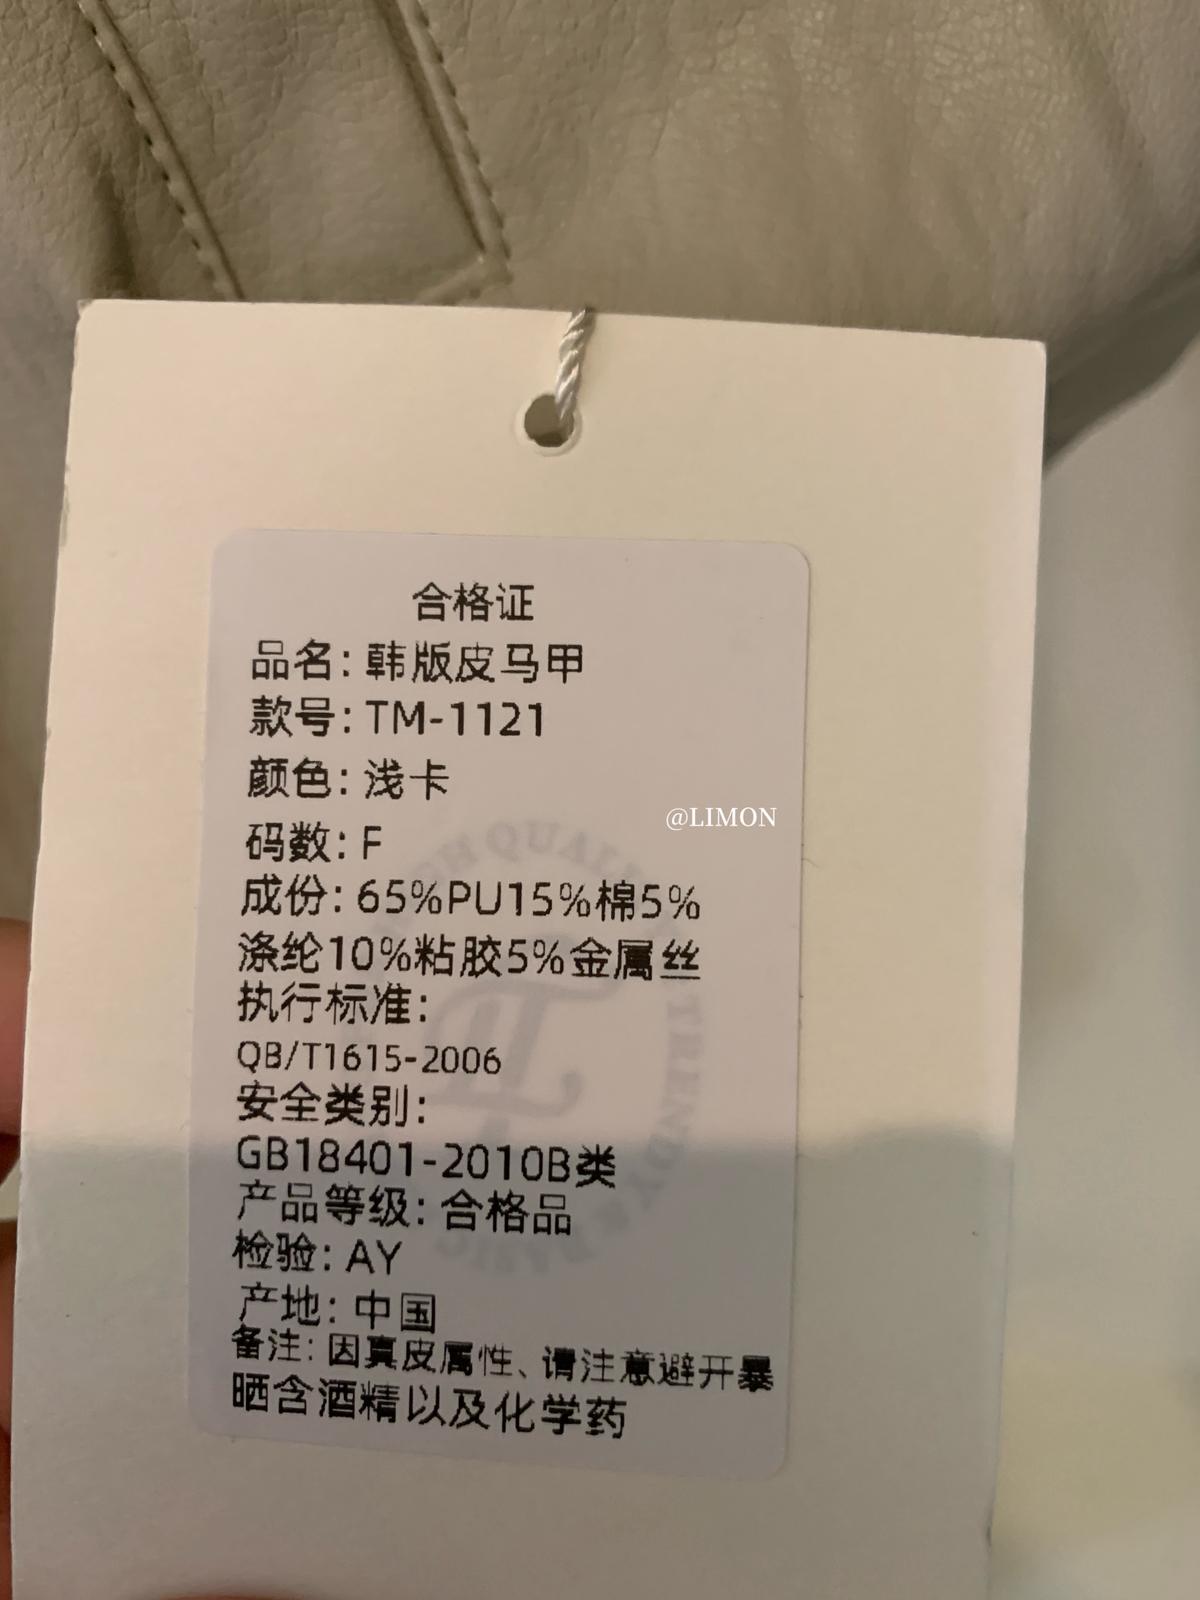 合格证
品名：韩版皮马甲
款号：TM-1121
颜色：浅卡
@LIMON
码数：F
成份：65%PU15%棉5%
涤纶10%粘胶5%金属丝
执行标准：
QB/T1615-2006
安全类别：
GB18401-2010B类
产品等级：合格品
检验：AY
产地：中国
备注：因真皮属性、请注意避开暴
晒含酒精以及化学药